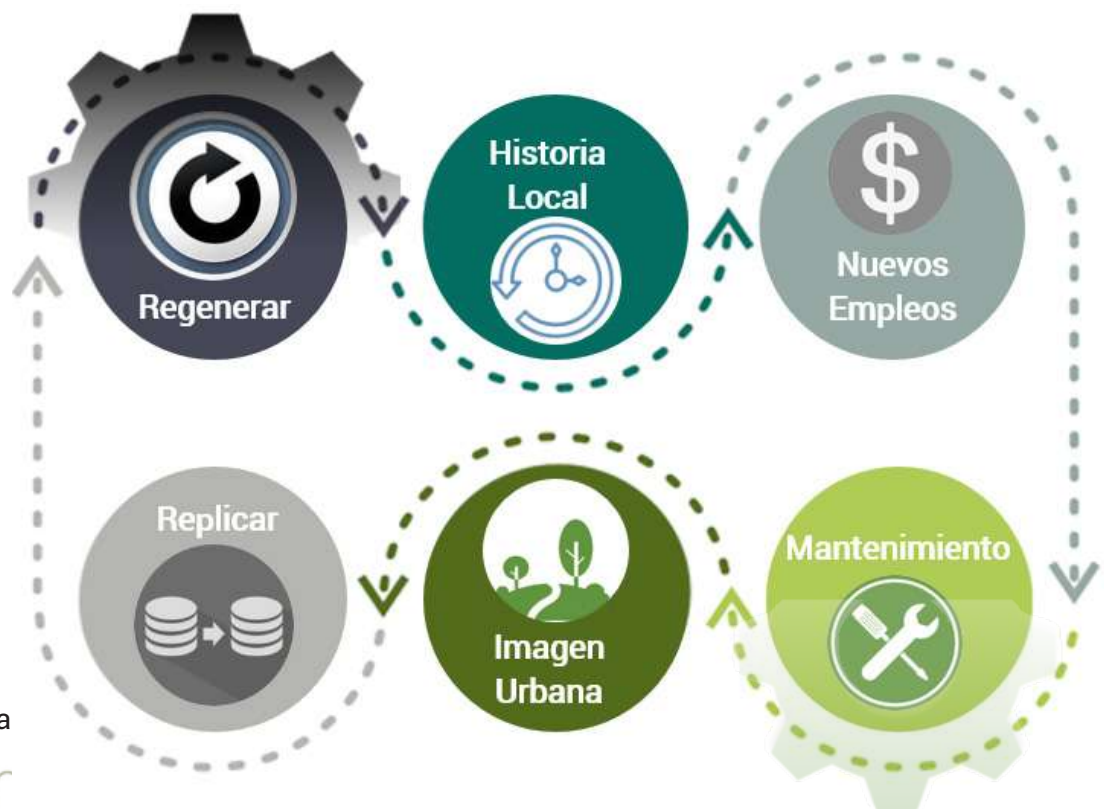 Regenerar
Historia
Local
$
Nuevos
Empleos
Replicar
Imagen
Urbana
Mantenimiento
a